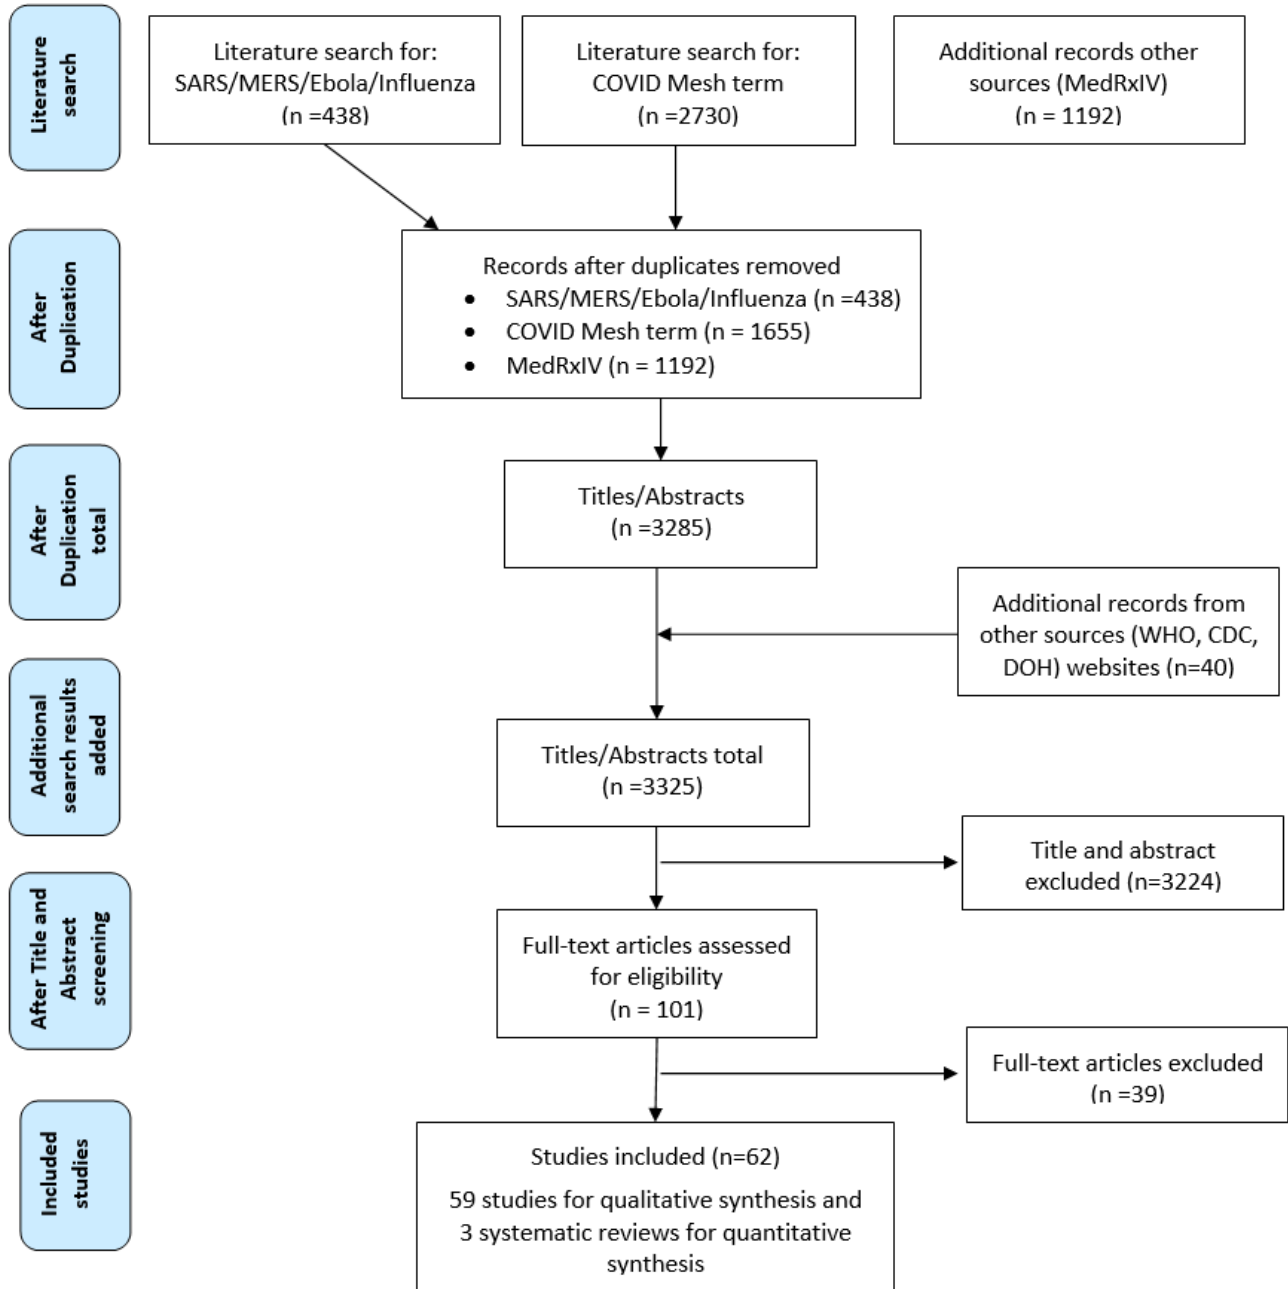 Literature
search
Literature search for:
SARS/MERS/Ebola/Influenza
(n =438)
Literature search for:
COVID Mesh term
(n =2730)
Additional records other
sources (MedRxIV)
(n = 1192)
After
Duplication
Records after duplicates removed
• SARS/MERS/Ebola/Influenza (n =438)
• COVID Mesh term (n = 1655)
• MedRxIV (n = 1192)
After
Duplication
total
Titles/Abstracts
(n =3285)
Additional records from
other sources (WHO, CDC,
DOH) websites (n=40)
Additional
search results
added
Titles/Abstracts total
(n =3325)
Title and abstract
excluded (n=3224)
After Title and
Abstract
screening
Full-text articles assessed
for eligibility
(n = 101)
Full-text articles excluded
(n =39)
Included
studies
Studies included (n=62)
59 studies for qualitative synthesis and
3 systematic reviews for quantitative
synthesis